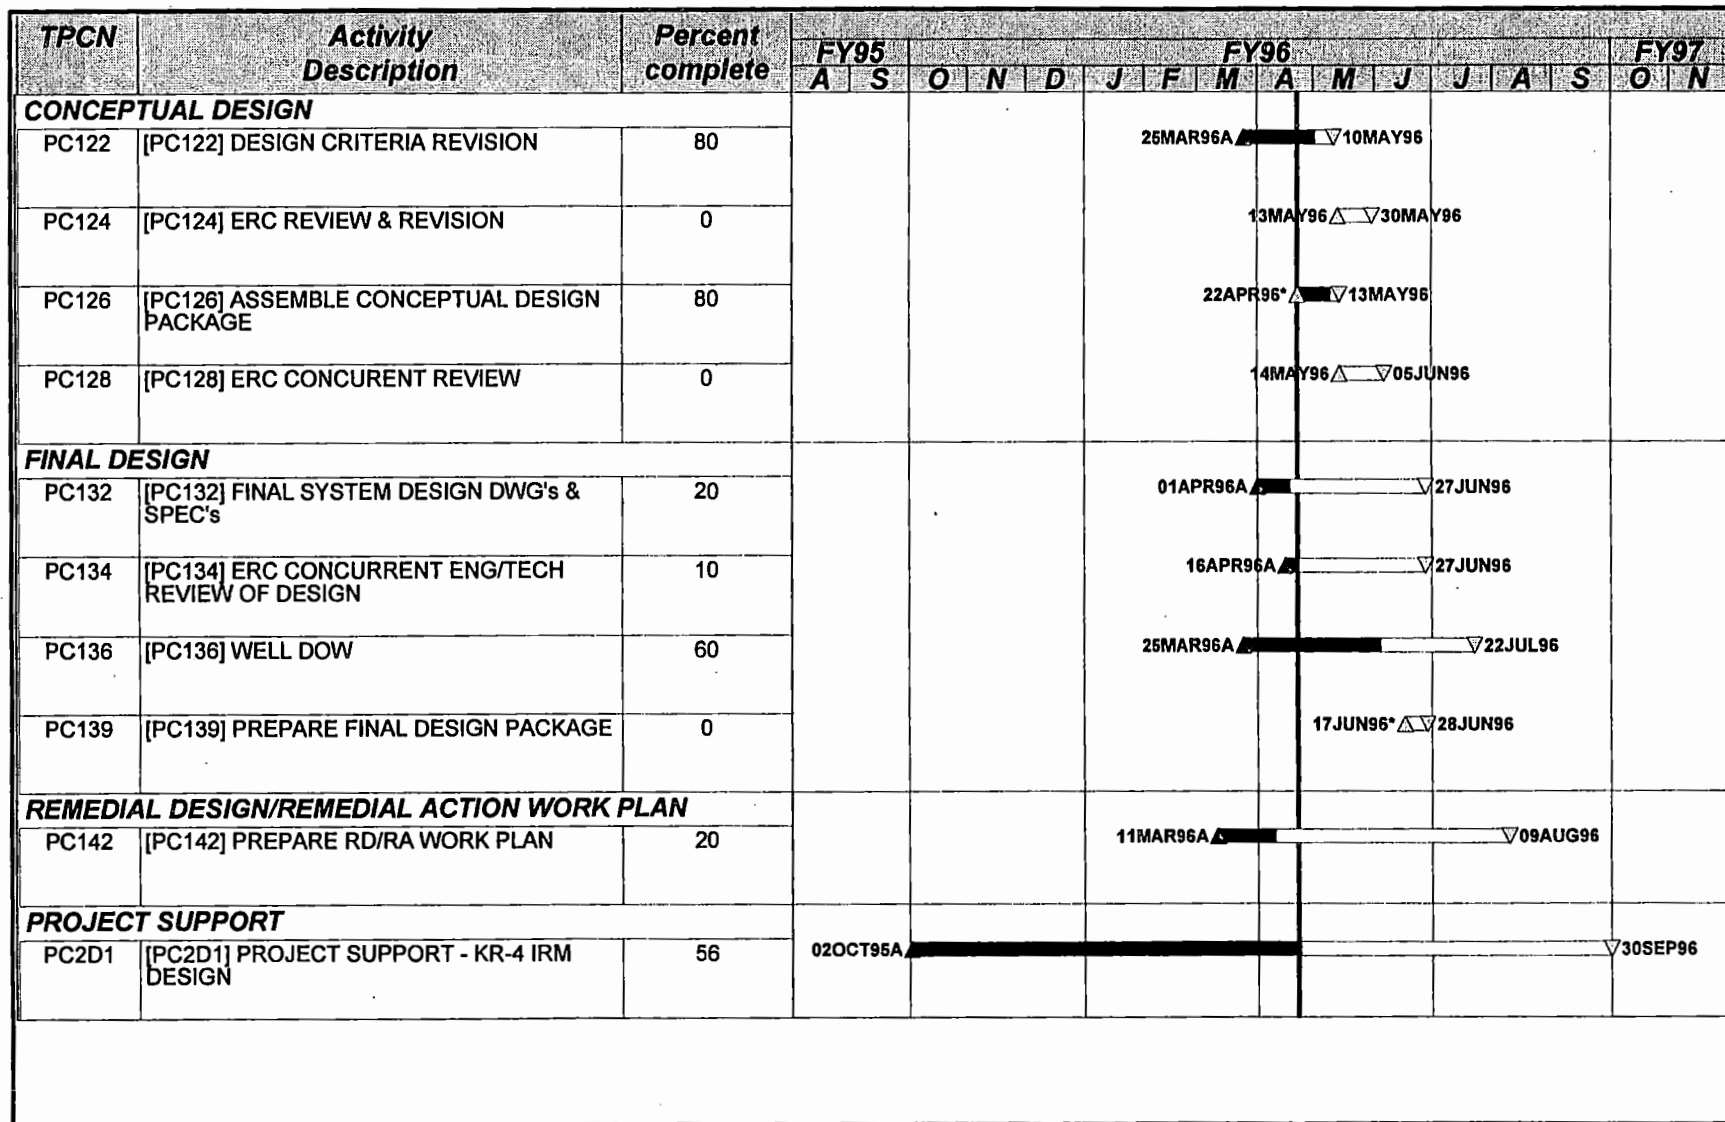 TPCN Activity Description Percent complete FY95 FY96 FY97
A S O N D J F M A M J J A S O N
CONCEPTUAL DESIGN
PC122 [PC122] DESIGN CRITERIA REVISION 80 25MAR96A 10MAY96
PC124 [PC124] ERC REVIEW & REVISION 0 13MAY96 30MAY96
PC126 [PC126] ASSEMBLE CONCEPTUAL DESIGN 80 22APR96* 13MAY96
PACKAGE
PC128 [PC128] ERC CONCURENT REVIEW 0 14MAY96 05JUN96
FINAL DESIGN
PC132 [PC132] FINAL SYSTEM DESIGN DWG's & 20 01APR96A 27JUN96
SPEC's
PC134 [PC134] ERC CONCURRENT ENG/TECH 10 16APR96A 27JUN96
REVIEW OF DESIGN
PC136 [PC136] WELL DOW 60 25MAR96A 22JUL96
PC139 [PC139] PREPARE FINAL DESIGN PACKAGE 0 17JUN96* 28JUN96
REMEDIAL DESIGN/REMEDIAL ACTION WORK PLAN
PC142 [PC142] PREPARE RD/RA WORK PLAN 20 11MAR96A 09AUG96
PROJECT SUPPORT
PC2D1 [PC2D1] PROJECT SUPPORT - KR-4 IRM 56 02OCT95A 30SEP96
DESIGN